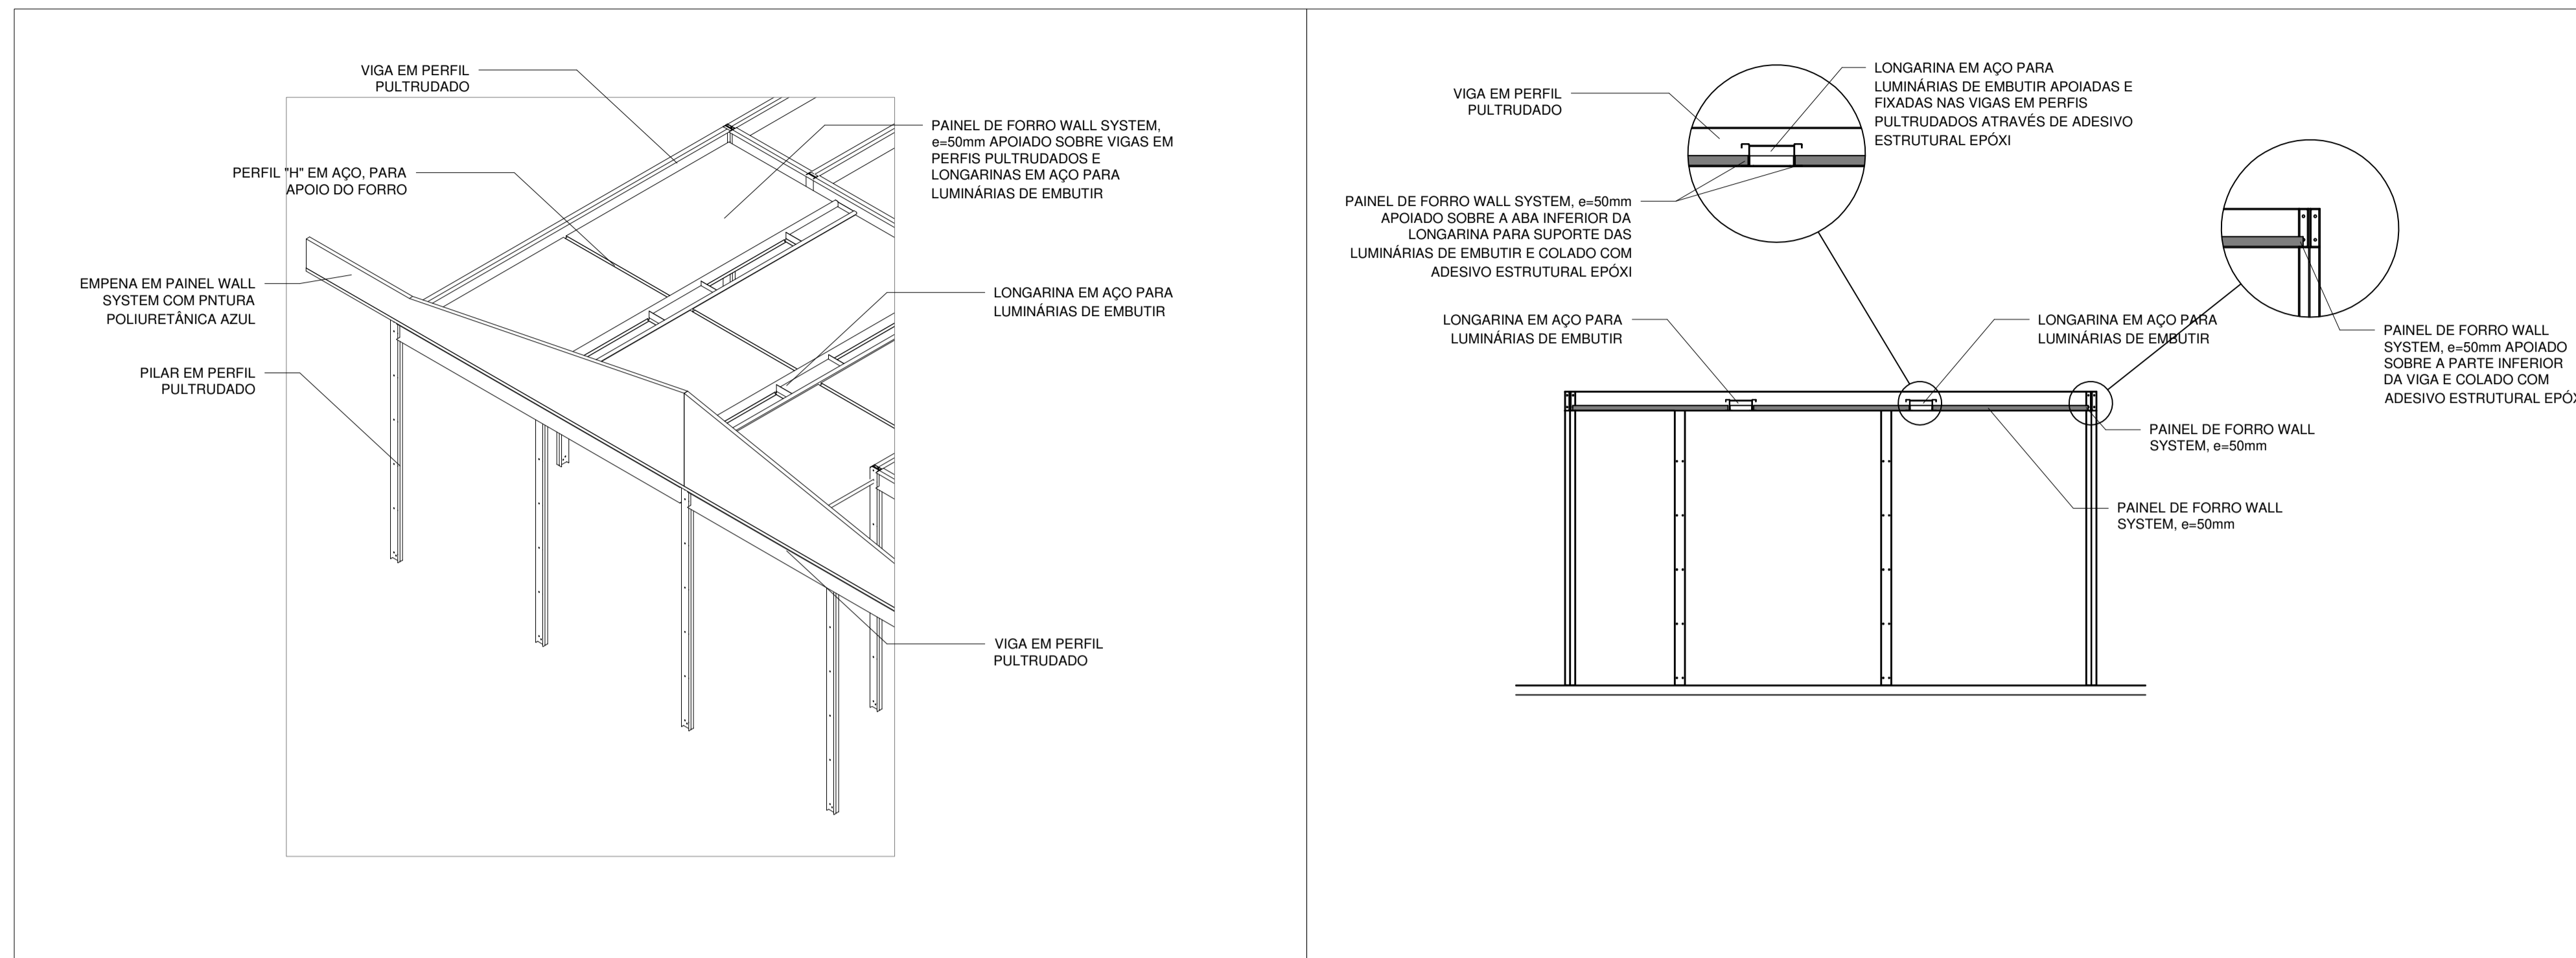 VIGA EM PERFIL
PULTRUDADO
PAINEL DE FORRO WALL SYSTEM,
e=50mm APOIADO SOBRE VIGAS EM
PERFIS PULTRUDADOS E
LONGARINAS EM AÇO PARA
LUMINÁRIAS DE EMBUTIR
PERFIL "H" EM AÇO, PARA
APOIO DO FORRO
EMPENA EM PAINEL WALL
SYSTEM COM PNTURA
POLIURETÂNICA AZUL
LONGARINA EM AÇO PARA
LUMINÁRIAS DE EMBUTIR
PILAR EM PERFIL
PULTRUDADO
VIGA EM PERFIL
PULTRUDADO
VIGA EM PERFIL
PULTRUDADO
LONGARINA EM AÇO PARA
LUMINÁRIAS DE EMBUTIR APOIADAS E
FIXADAS NAS VIGAS EM PERFIS
PULTRUDADOS ATRAVÉS DE ADESIVO
ESTRUTURAL EPÓXI
PAINEL DE FORRO WALL SYSTEM, e=50mm
APOIADO SOBRE A ABA INFERIOR DA
LONGARINA PARA SUPORTE DAS
LUMINÁRIAS DE EMBUTIR E COLADO COM
ADESIVO ESTRUTURAL EPÓXI
LONGARINA EM AÇO PARA
LUMINÁRIAS DE EMBUTIR
LONGARINA EM AÇO PARA
LUMINÁRIAS DE EMBUTIR
PAINEL DE FORRO WALL
SYSTEM, e=50mm APOIADO
SOBRE A PARTE INFERIOR
DA VIGA E COLADO COM
ADESIVO ESTRUTURAL
PAINEL DE FORRO WALL
SYSTEM, e=50mm
PAINEL DE FORRO WALL
SYSTEM, e=50mm